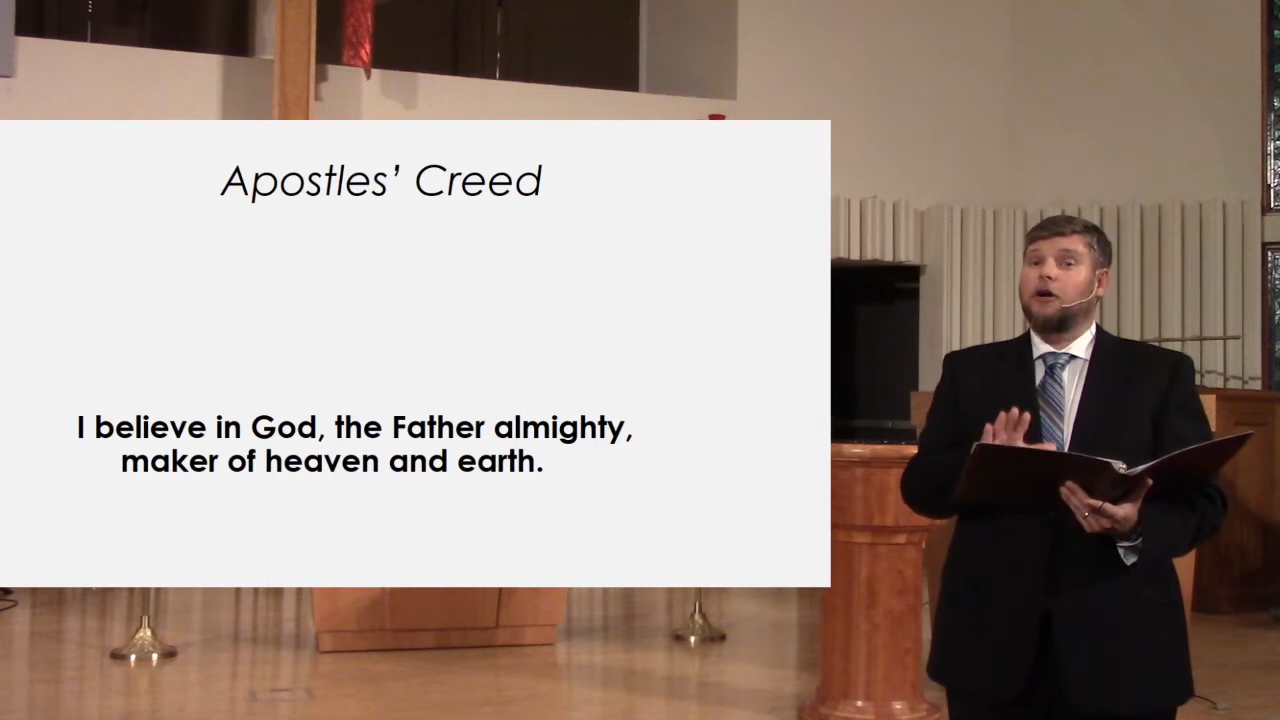 Apostles’ Creed
I believe in God, the Father almighty,
maker of heaven and earth.